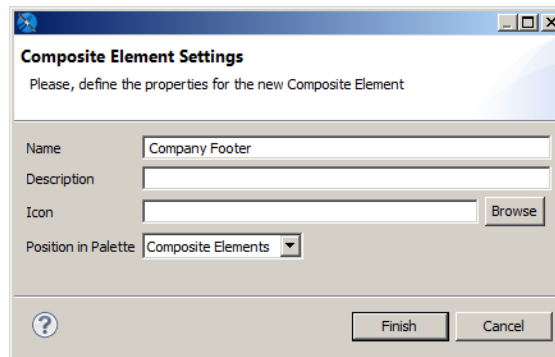 Composite Element Settings
Please, define the properties for the new Composite Element
Name Company Footer
Description
Icon Browse
Position in Palette Composite Elements
? Finish Cancel